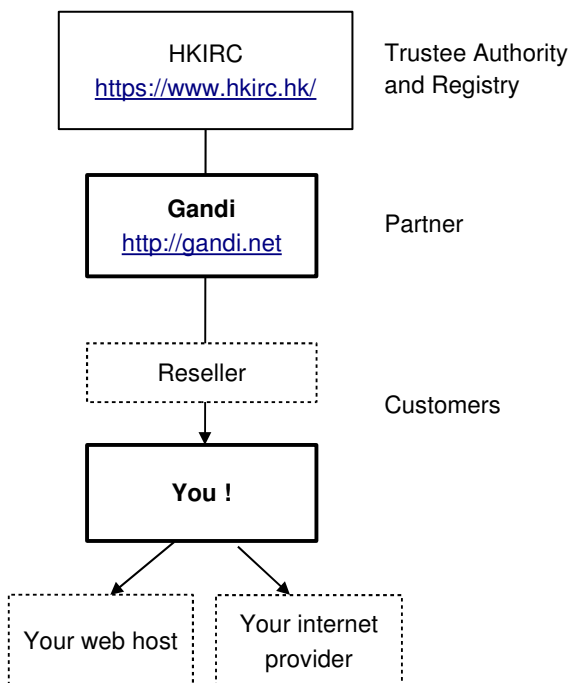 HKIRC
https://www.hkirc.hk/
Trustee Authority
and Registry
Gandi
http://gandi.net
Partner
Reseller
Customers
You !
Your web host
Your internet
provider